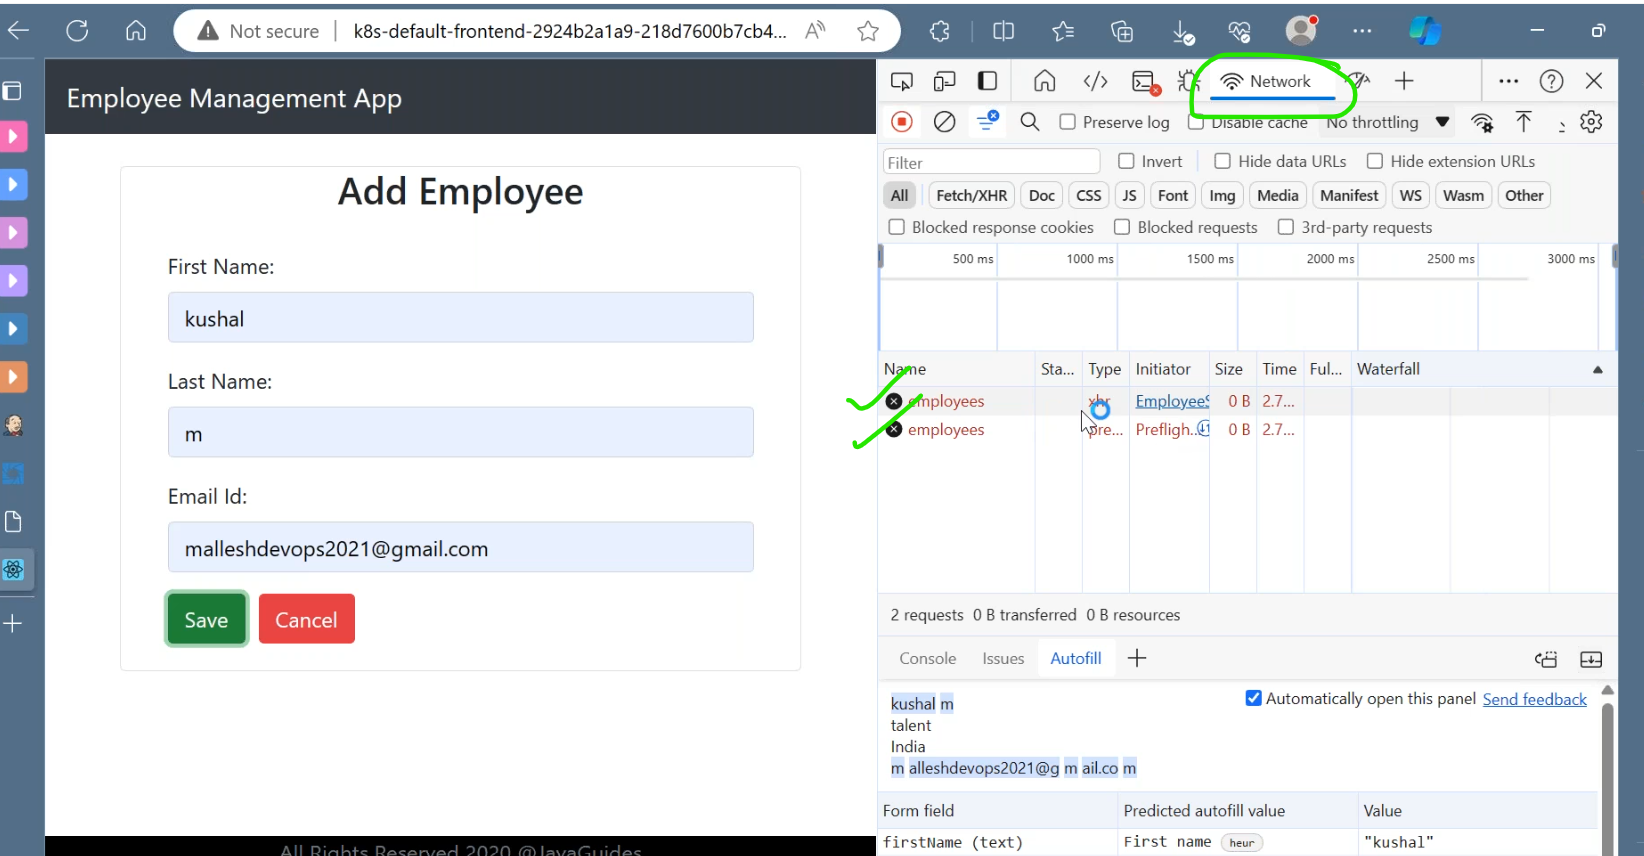 Not secure
k8s-default-frontend-2924b2a1a9-218d7600b7cb4...
Employee Management App
Add Employee
First Name:
kushal
Last Name:
m
Email Id:
malleshdevops2021@gmail.com
Save
Cancel
All Rights Reserved 2020 @JavaGuides
Network
Preserve log
Disable cache
No throttling
Filter
Invert
Hide data URLs
Hide extension URLs
All
Fetch/XHR
Doc
CSS
JS
Font
Img
Media
Manifest
WS
Wasm
Other
Blocked response cookies
Blocked requests
3rd-party requests
500 ms
1000 ms
1500 ms
2000 ms
2500 ms
3000 ms
Name Sta... Type Initiator Size Time Ful... Waterfall
employees xhr EmployeeS 0 B 2.7...
employees pre... Prefligh... 0 B 2.7...
2 requests 0 B transferred 0 B resources
Console
Issues
Autofill
kushal m
talent
India
m alleshdevops2021@g m ail.co m
Automatically open this panel
Send feedback
Form field Predicted autofill value Value
firstName (text) First name heur "kushal"